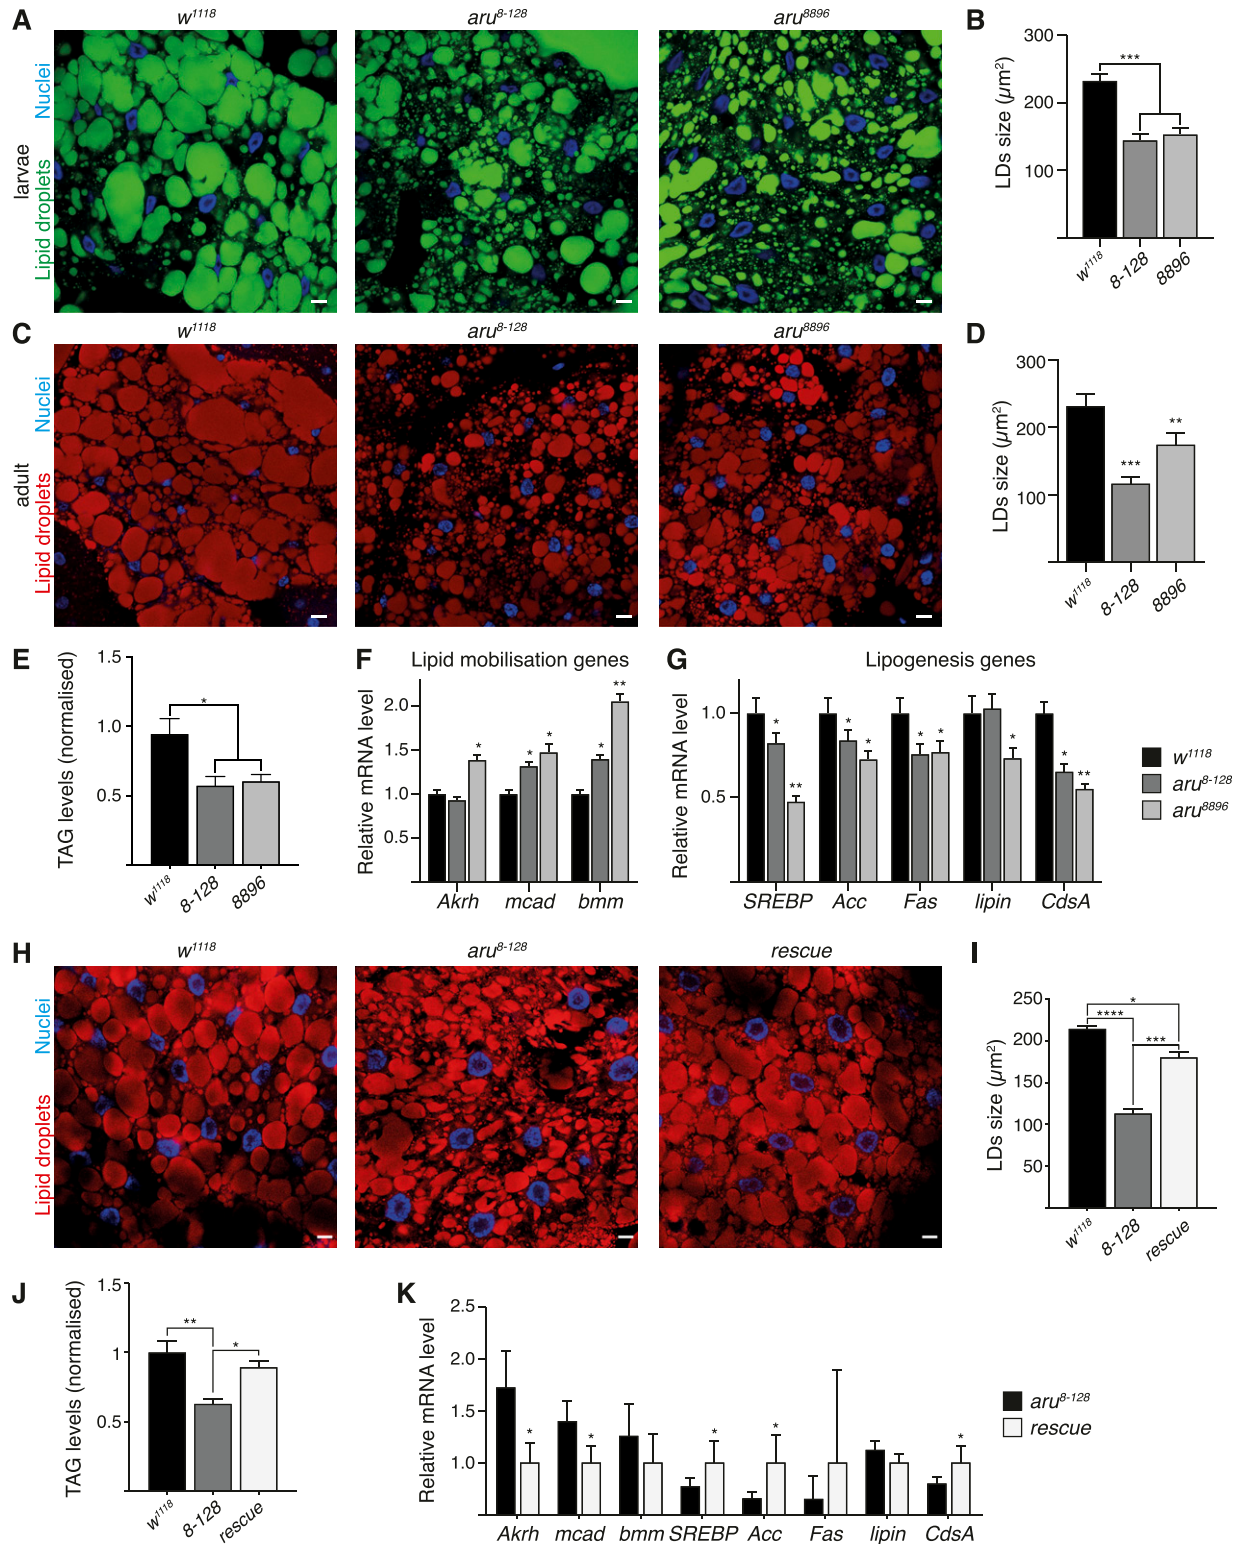 A
w1118
aru8-128
aru8896
larvae
Lipid droplets Nuclei
B
LDs size (µm2)
300
200
100
***
w1118
8-128
8896
C
w1118
aru8-128
aru8896
adult
Lipid droplets Nuclei
D
LDs size (µm2)
300
200
100
***
**
w1118
8-128
8896
E
TAG levels (normalised)
1.5
1.0
0.5
*
w1118
8-128
8896
F
Lipid mobilisation genes
Relative mRNA level
2.0
1.5
1.0
0.5
*
* *
* **
Akrh mcad bmm
G
Lipogenesis genes
Relative mRNA level
1.0
0.5
* **
* *
* *
*
* **
SREBP Acc Fas lipin CdsA
w1118
aru8-128
aru8896
H
w1118
aru8-128
rescue
Lipid droplets Nuclei
I
LDs size (µm2)
250
200
150
100
50
*
****
***
w1118
8-128
rescue
J
TAG levels (normalised)
1.5
1
0.5
**
*
w1118
8-128
rescue
K
Relative mRNA level
2.5
2.0
1.5
1.0
* * * * *
Akrh mcad bmm SREBP Acc Fas lipin CdsA
aru8-128
rescue